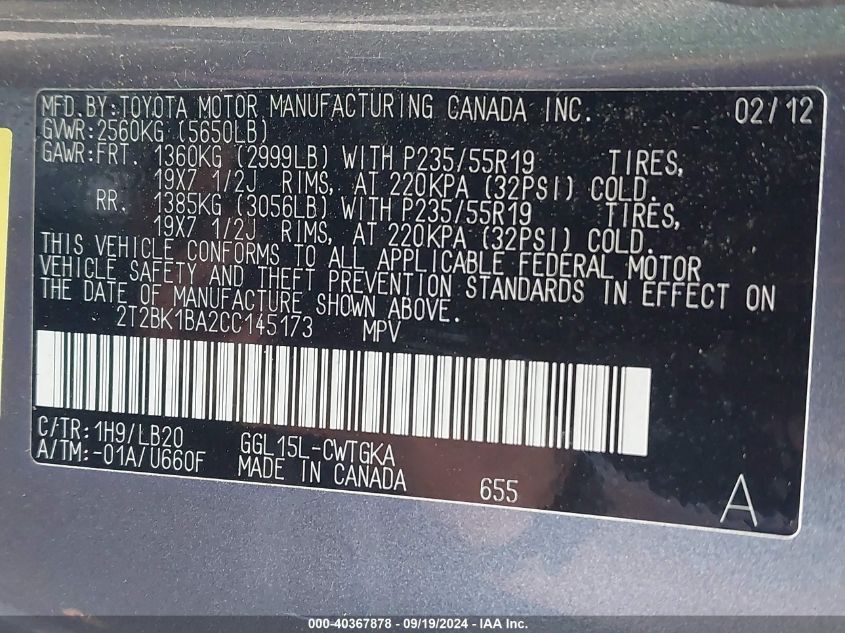 MFD.BY:TOYOTA MOTOR MANUFACTURING CANADA INC. 02/12
GVWR:2560KG (5650LB)
GAWR:FRT. 1360KG (2999LB) WITH P235/55R19 TIRES,
19X7 1/2J RIMS, AT 220KPA (32PSI) COLD.
RR. 1385KG (3056LB) WITH P235/55R19 TIRES,
19X7 1/2J RIMS, AT 220KPA (32PSI) COLD.
THIS VEHICLE CONFORMS TO ALL APPLICABLE FEDERAL MOTOR
VEHICLE SAFETY AND THEFT PREVENTION STANDARDS IN EFFECT ON
THE DATE OF MANUFACTURE SHOWN ABOVE.
2T2BK1BA2CC145173 MPV
C/TR: 1H9/LB20 GGL15L-CWTGKA
A/TM:-01A/U660F MADE IN CANADA 655 A
000-40367878 - 09/19/2024 - IAA Inc.